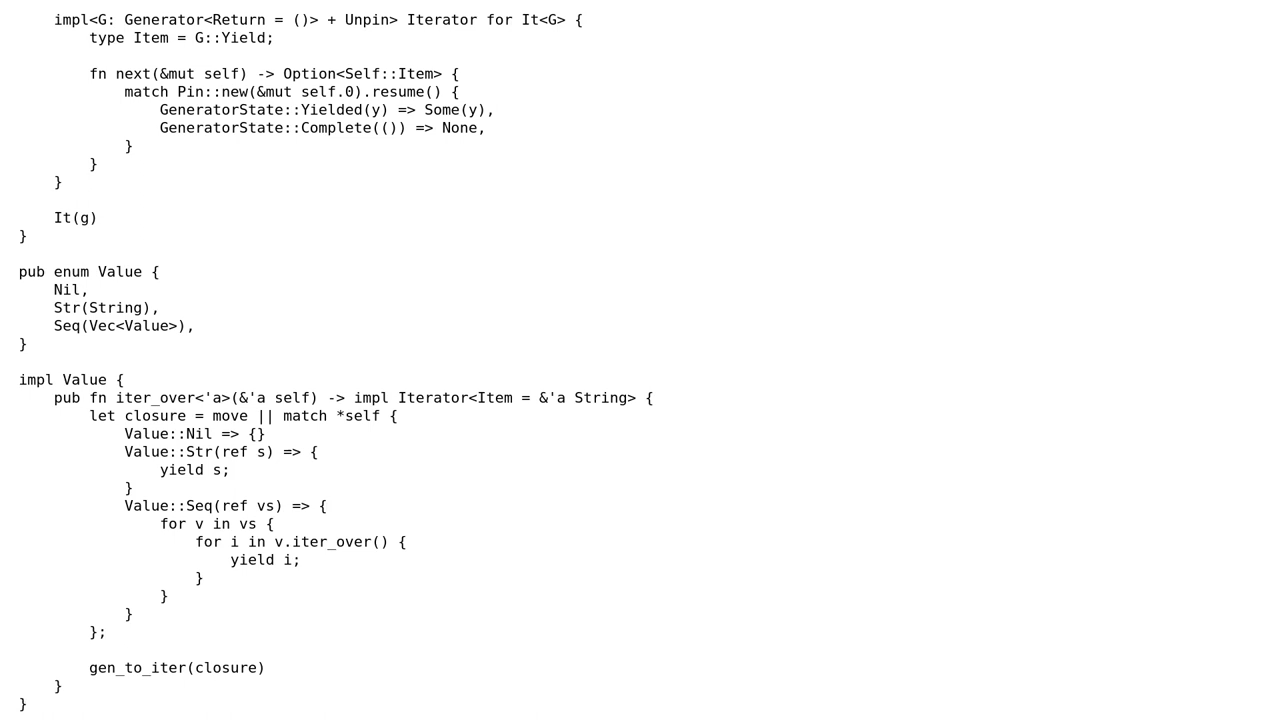 impl<G: Generator<Return = ()> + Unpin> Iterator for It<G> {
        type Item = G::Yield;

        fn next(&mut self) -> Option<Self::Item> {
            match Pin::new(&mut self.0).resume() {
                GeneratorState::Yielded(y) => Some(y),
                GeneratorState::Complete(()) => None,
            }
        }
    }

    It(g)
}

pub enum Value {
    Nil,
    Str(String),
    Seq(Vec<Value>),
}

impl Value {
    pub fn iter_over<'a>(&'a self) -> impl Iterator<Item = &'a String> {
        let closure = move || match *self {
            Value::Nil => {}
            Value::Str(ref s) => {
                yield s;
            }
            Value::Seq(ref vs) => {
                for v in vs {
                    for i in v.iter_over() {
                        yield i;
                    }
                }
            }
        };

        gen_to_iter(closure)
    }
}